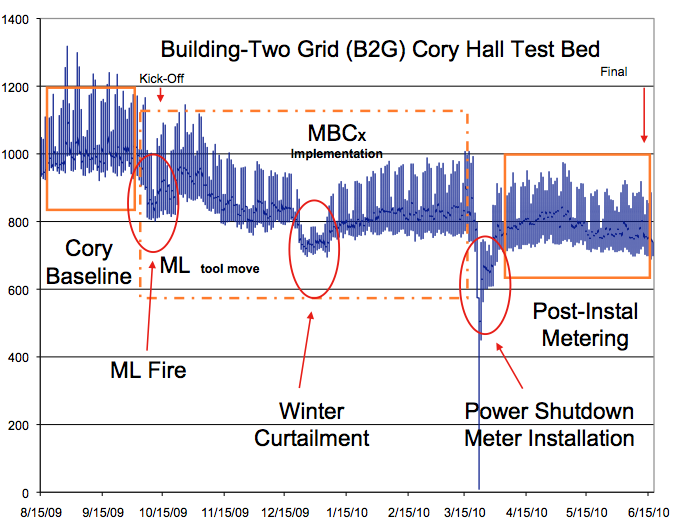 1400
1200
1000
800
600
400
200
0
Building-Two Grid (B2G) Cory Hall Test Bed
Kick-Off
Final
MBCx
Implementation
Cory
Baseline
ML tool move
Post-Instal
Metering
ML Fire
Winter
Curtailment
Power Shutdown
Meter Installation
8/15/09 9/15/09 10/15/09 11/15/09 12/15/09 1/15/10 2/15/10 3/15/10 4/15/10 5/15/10 6/15/10